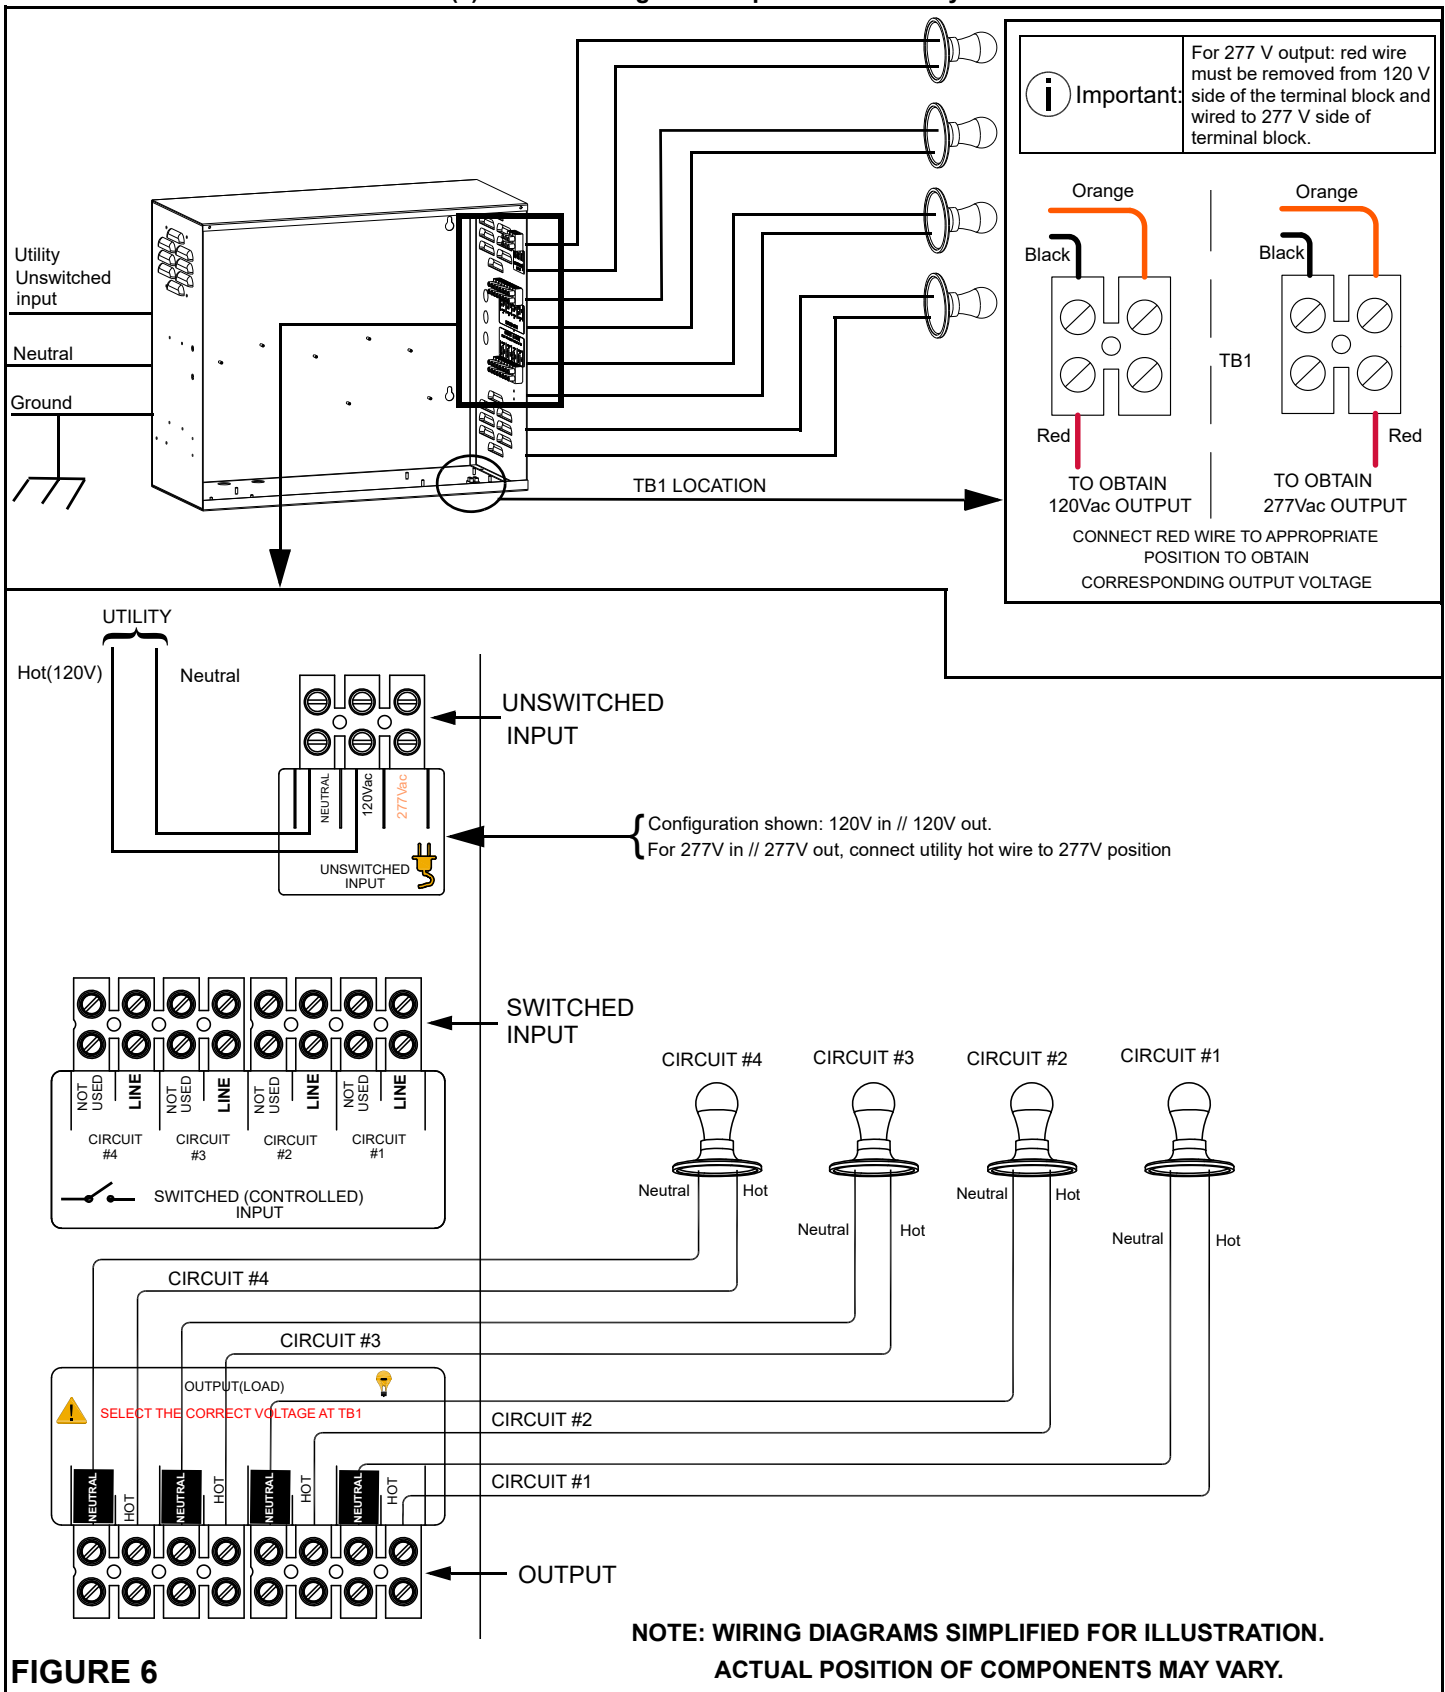 For 277 V output: red wire
must be removed from 120 V
side of the terminal block and
wired to 277 V side of
terminal block.
i Important:
Orange
Orange
Black
Black
TB1
Red
Red
TO OBTAIN
120Vac OUTPUT
TO OBTAIN
277Vac OUTPUT
CONNECT RED WIRE TO APPROPRIATE
POSITION TO OBTAIN
CORRESPONDING OUTPUT VOLTAGE
Utility
Unswitched
input
Neutral
Ground
TB1 LOCATION
UTILITY
Hot(120V)
Neutral
UNSWITCHED
INPUT
NEUTRAL
120Vac
277Vac
UNSWITCHED
INPUT
Configuration shown: 120V in // 120V out.
For 277V in // 277V out, connect utility hot wire to 277V position
SWITCHED
INPUT
NOT
USED
LINE
NOT
USED
LINE
NOT
USED
LINE
NOT
USED
LINE
CIRCUIT
#4
CIRCUIT
#3
CIRCUIT
#2
CIRCUIT
#1
SWITCHED (CONTROLLED)
INPUT
CIRCUIT #4
CIRCUIT #3
CIRCUIT #2
CIRCUIT #1
Neutral
Hot
Neutral
Hot
Neutral
Hot
Neutral
Hot
CIRCUIT #4
CIRCUIT #3
CIRCUIT #2
CIRCUIT #1
OUTPUT(LOAD)
! SELECT THE CORRECT VOLTAGE AT TB1
NEUTRAL
HOT
NEUTRAL
HOT
NEUTRAL
HOT
NEUTRAL
HOT
OUTPUT
NOTE: WIRING DIAGRAMS SIMPLIFIED FOR ILLUSTRATION.
ACTUAL POSITION OF COMPONENTS MAY VARY.
FIGURE 6